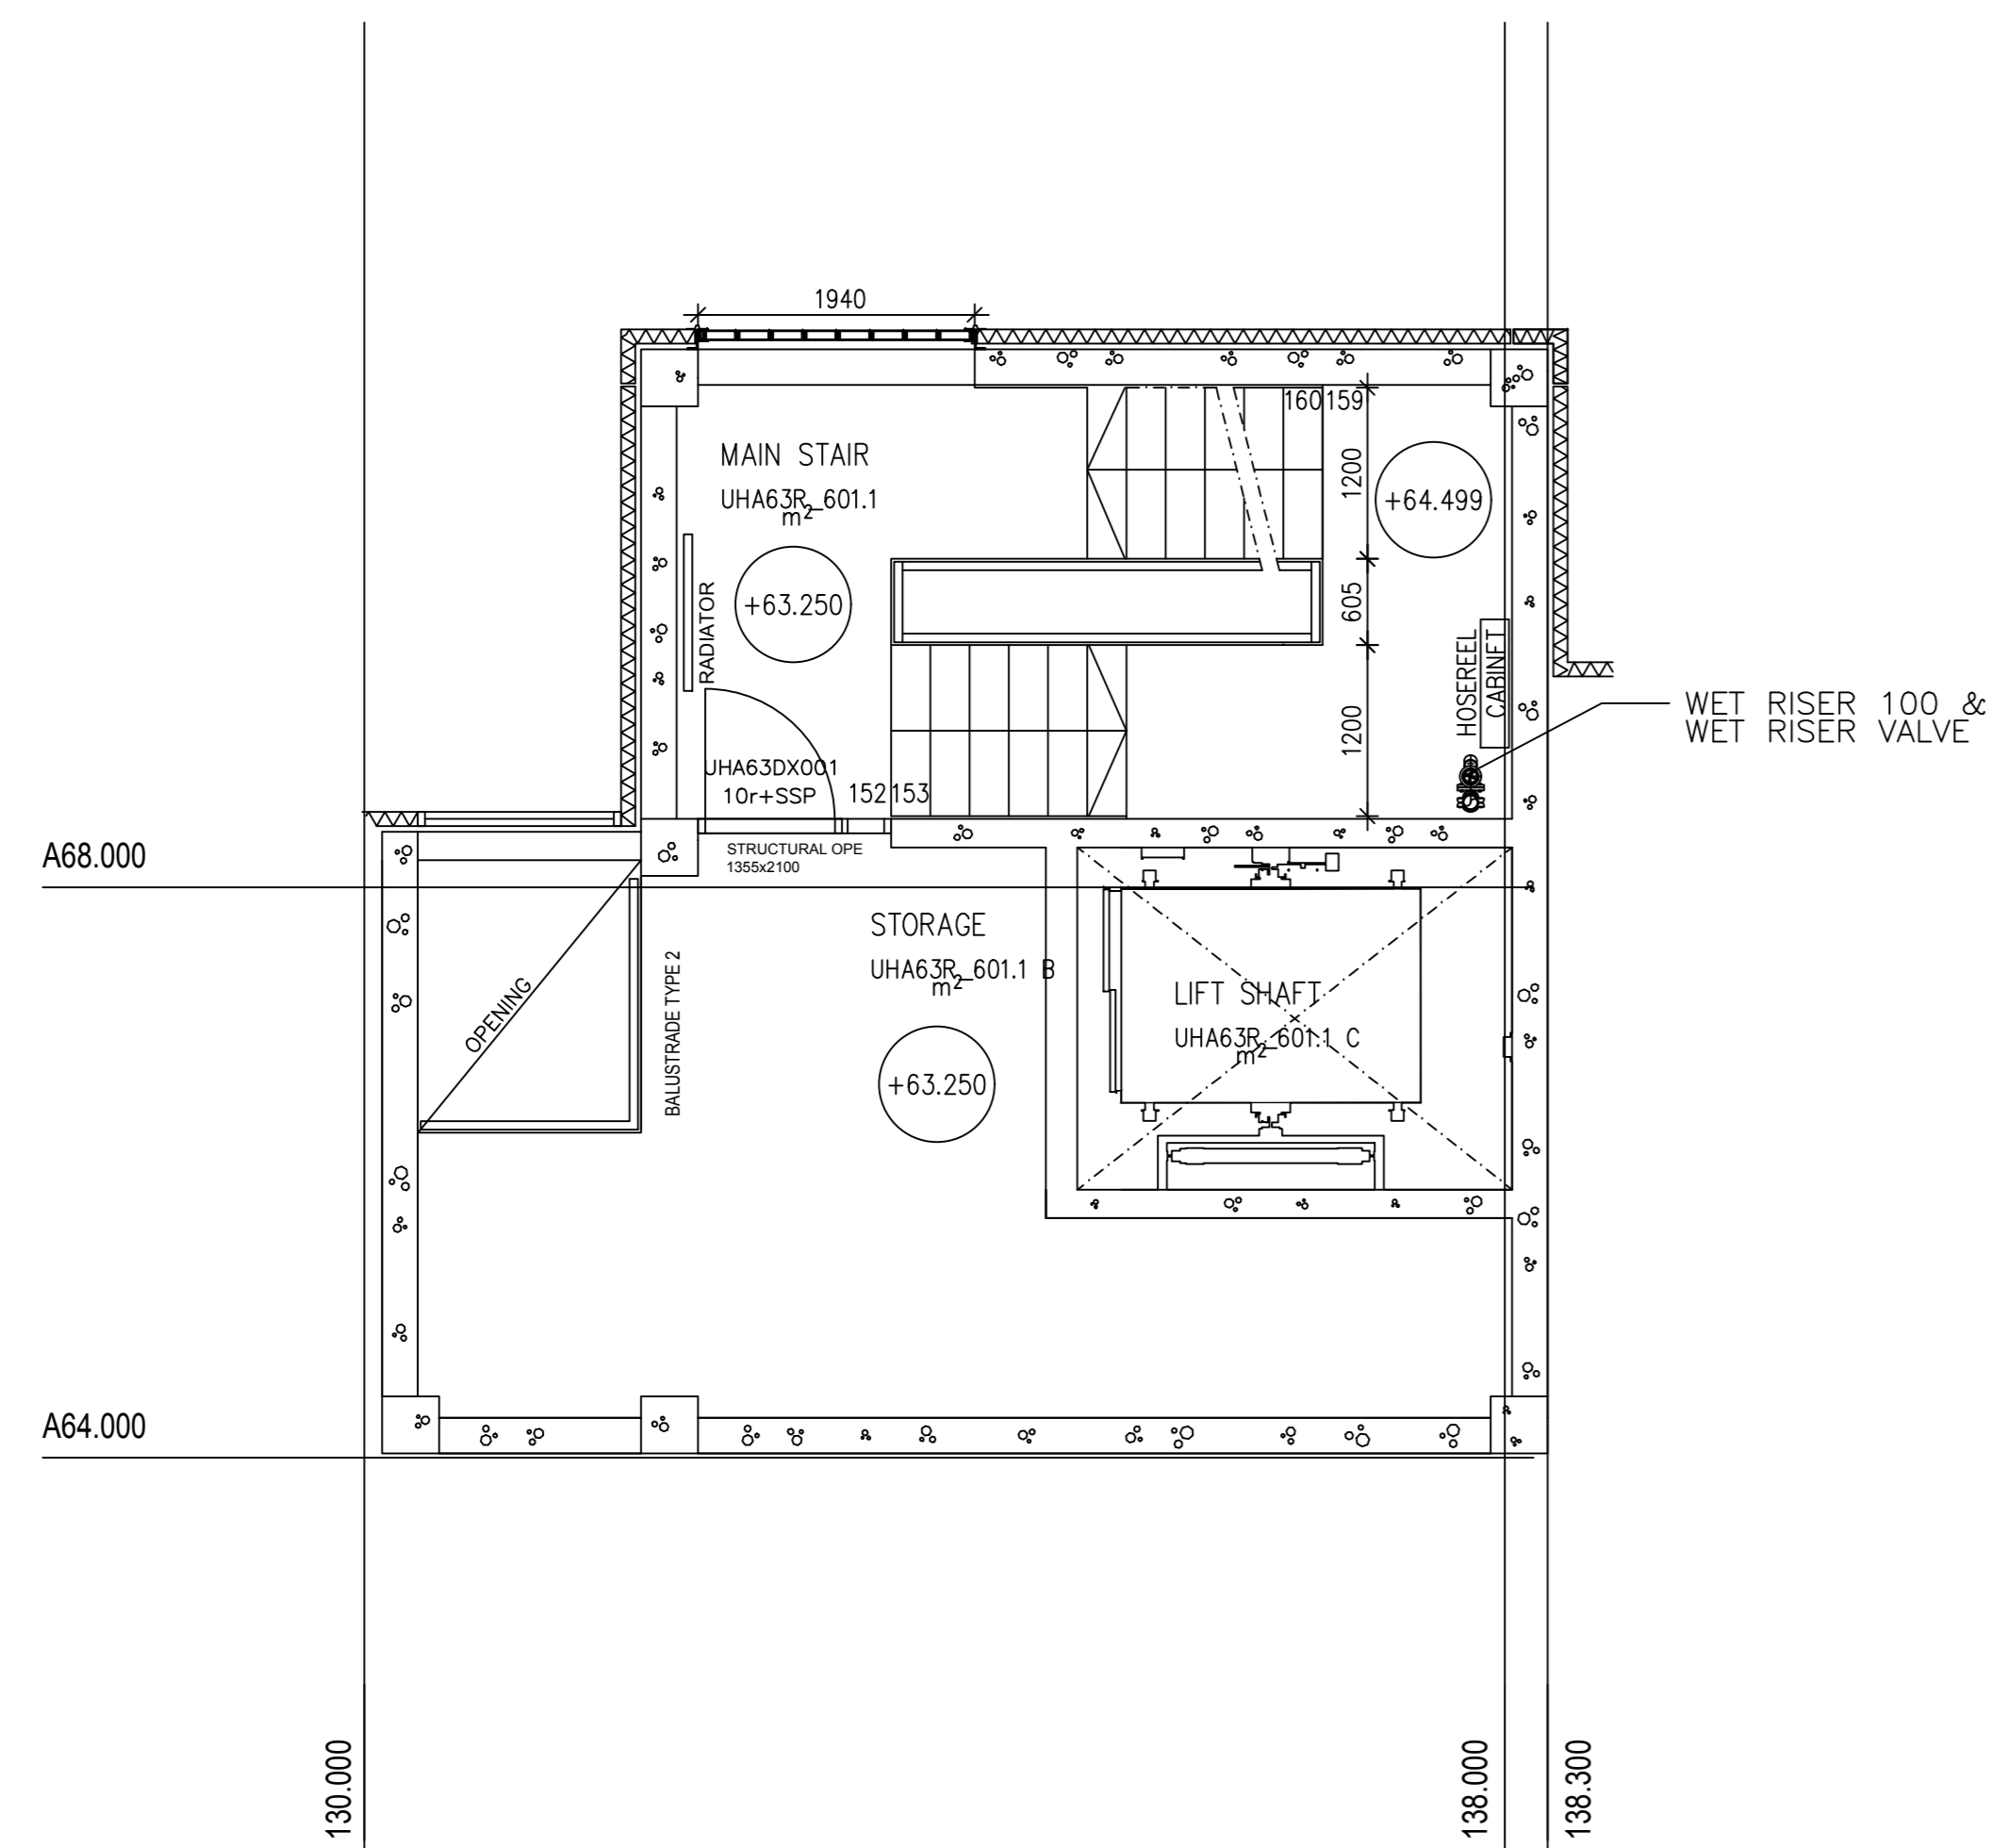 1940
160 159
MAIN STAIR
UHA63R_601.1
m2
1200
+64.499
RADIATOR
+63.250
605
HOSEREEL
CABINFT
WET RISER 100 &
WET RISER VALVE
1200
UHA63DX001
10r+SSP
152 153
STRUCTURAL OPE
1355x2100
A68.000
STORAGE
UHA63R_601.1 B
m2
OPENING
BALUSTRADE TYPE 2
LIFT SHAFT
UHA63R_601.1 C
m2
+63.250
A64.000
130.000
138.000
138.300